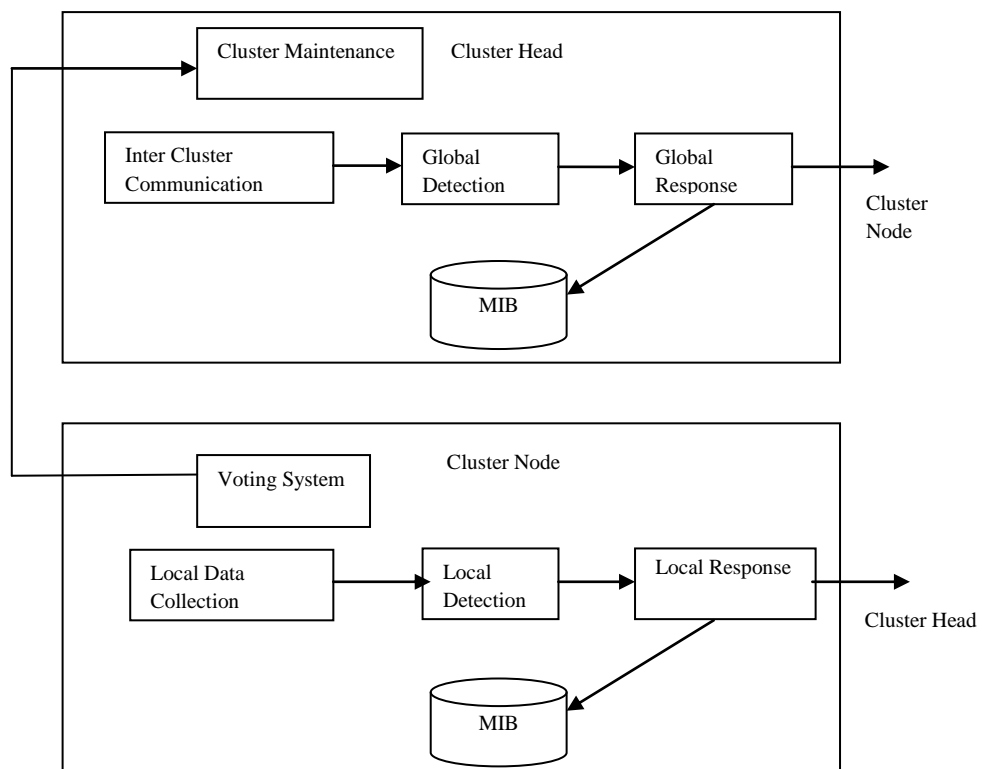 Cluster Maintenance
Cluster Head
Inter Cluster
Communication
Global
Detection
Global
Response
Cluster
Node
MIB
Cluster Node
Voting System
Local Data
Collection
Local
Detection
Local Response
Cluster Head
MIB